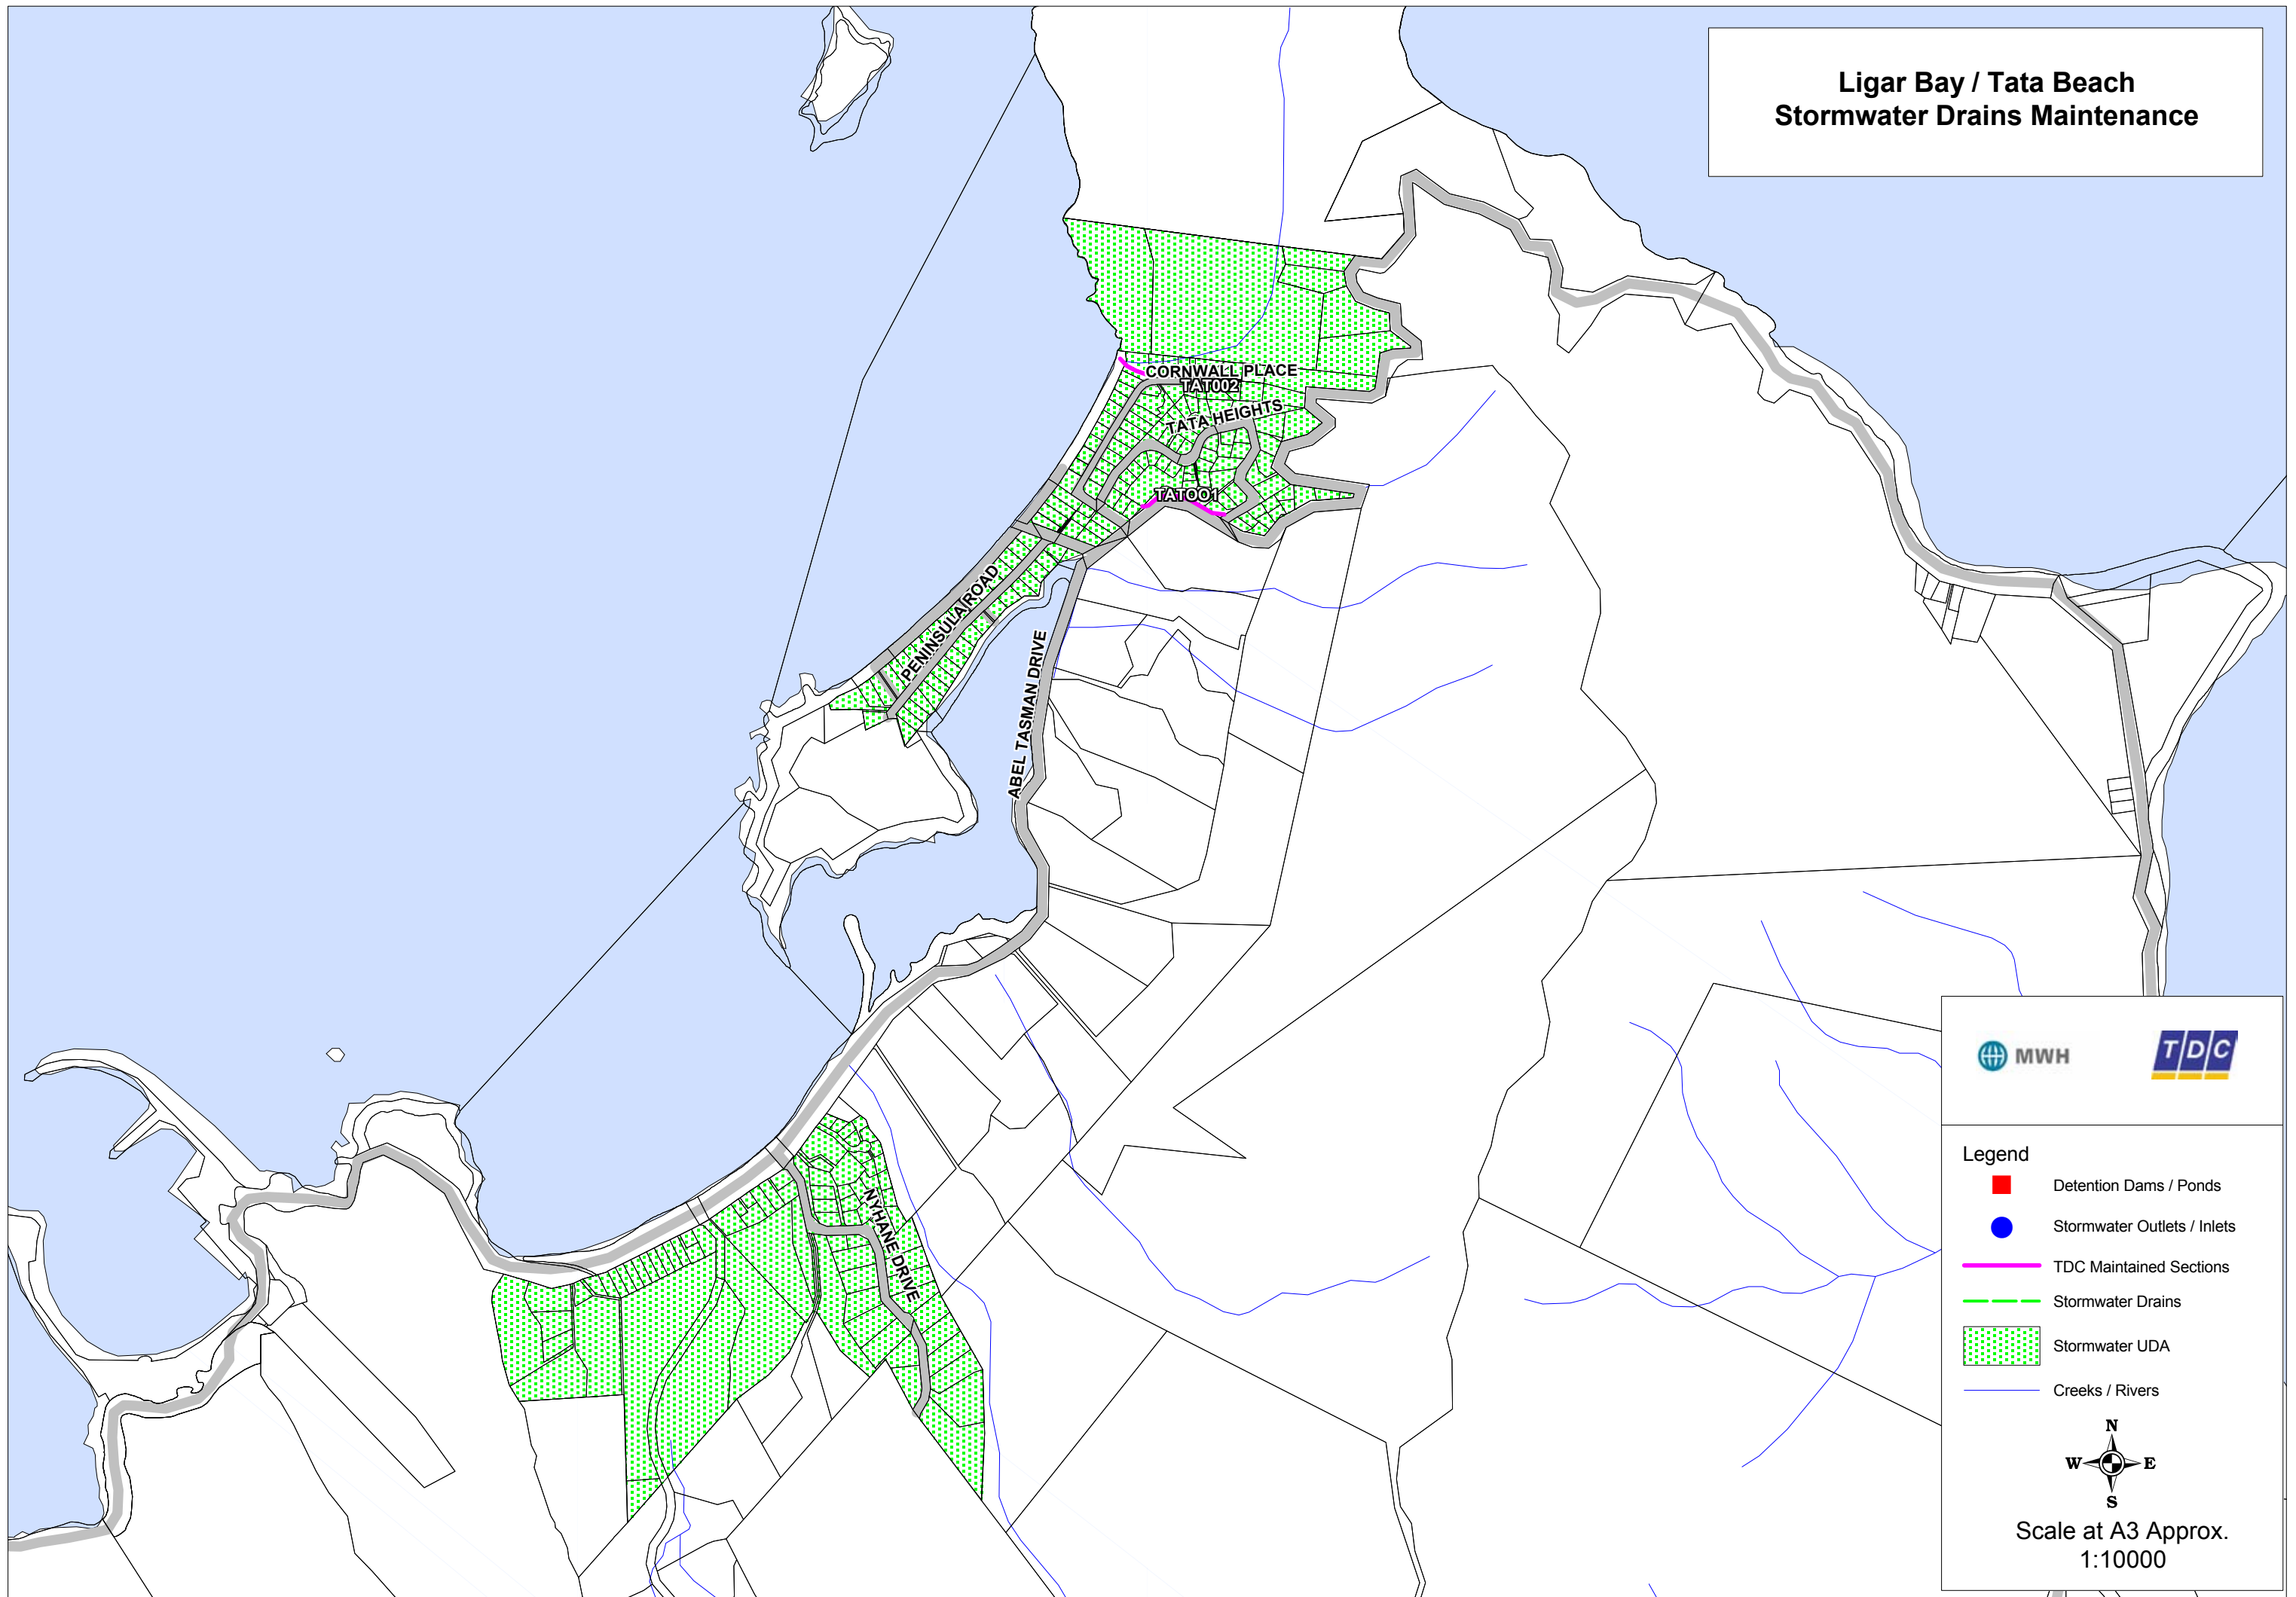 Ligar Bay / Tata Beach
Stormwater Drains Maintenance
CORNWALL PLACE
TAT002
TATA HEIGHTS
TATOO1
PENINSULA ROAD
ABEL TASMAN DRIVE
NYHANE DRIVE
MWH
TDC
Legend
Detention Dams / Ponds
Stormwater Outlets / Inlets
TDC Maintained Sections
Stormwater Drains
Stormwater UDA
Creeks / Rivers
N
W E
S
Scale at A3 Approx.
1:10000